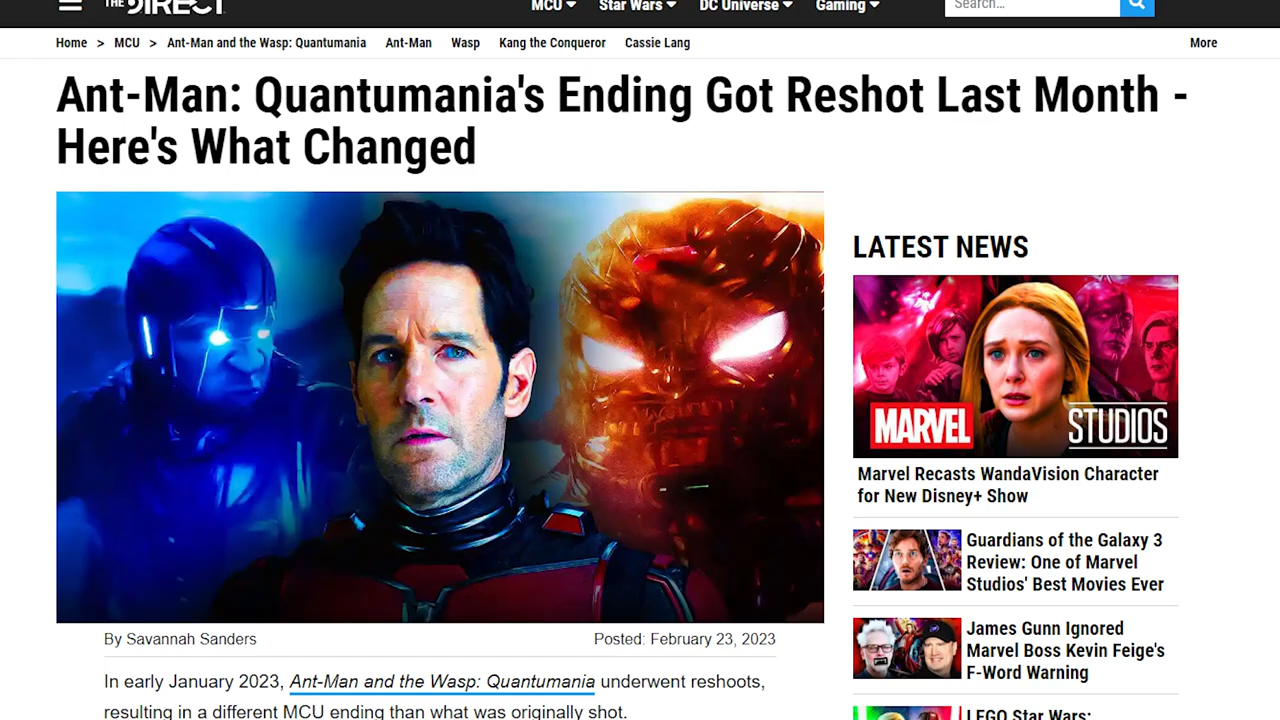 THE DIRECT
MCU
Star Wars
DC Universe
Gaming
Search...
Home > MCU > Ant-Man and the Wasp: Quantumania Ant-Man Wasp Kang the Conqueror Cassie Lang More
Ant-Man: Quantumania's Ending Got Reshot Last Month -
Here's What Changed
By Savannah Sanders
Posted: February 23, 2023
In early January 2023, Ant-Man and the Wasp: Quantumania underwent reshoots,
resulting in a different MCU ending than what was originally shot.
LATEST NEWS
MARVEL STUDIOS
Marvel Recasts WandaVision Character
for New Disney+ Show
Guardians of the Galaxy 3
Review: One of Marvel
Studios' Best Movies Ever
James Gunn Ignored
Marvel Boss Kevin Feige's
F-Word Warning
LEGO Star Wars: